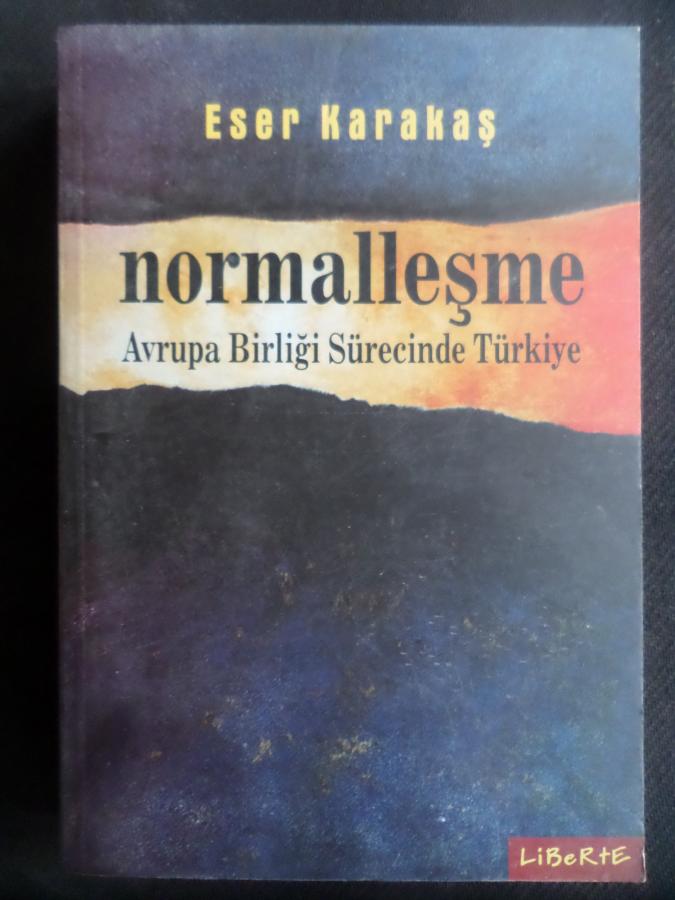 Eser Karakaş
normalleşme
Avrupa Birliği Sürecinde Türkiye
LiBeRtE